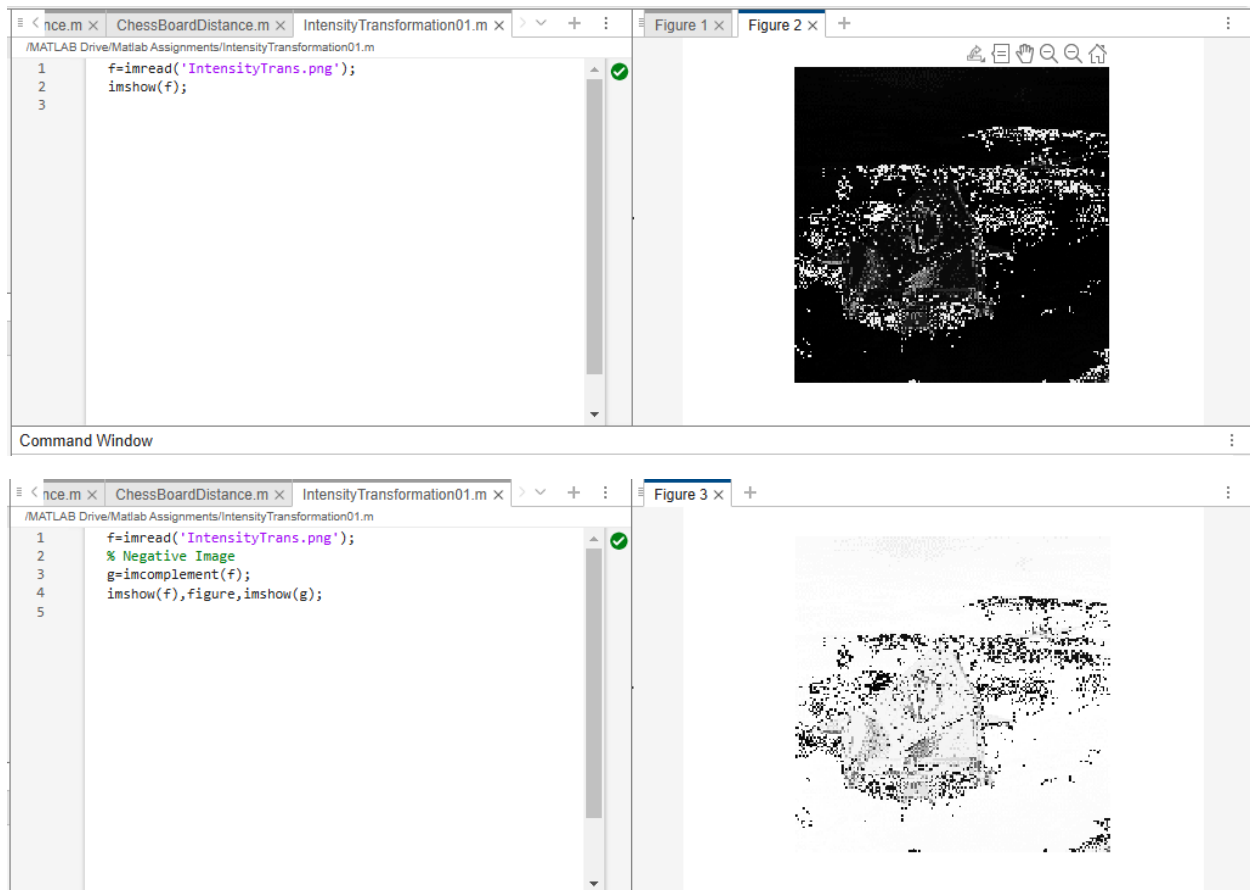 nce.m × ChessBoardDistance.m × IntensityTransformation01.m ×
Figure 1 × Figure 2 ×
/MATLAB Drive/Matlab Assignments/IntensityTransformation01.m
1 f=imread('IntensityTrans.png');
2 imshow(f);
3
Command Window
nce.m × ChessBoardDistance.m × IntensityTransformation01.m ×
Figure 3 ×
/MATLAB Drive/Matlab Assignments/IntensityTransformation01.m
1 f=imread('IntensityTrans.png');
2 % Negative Image
3 g=imcomplement(f);
4 imshow(f),figure,imshow(g);
5